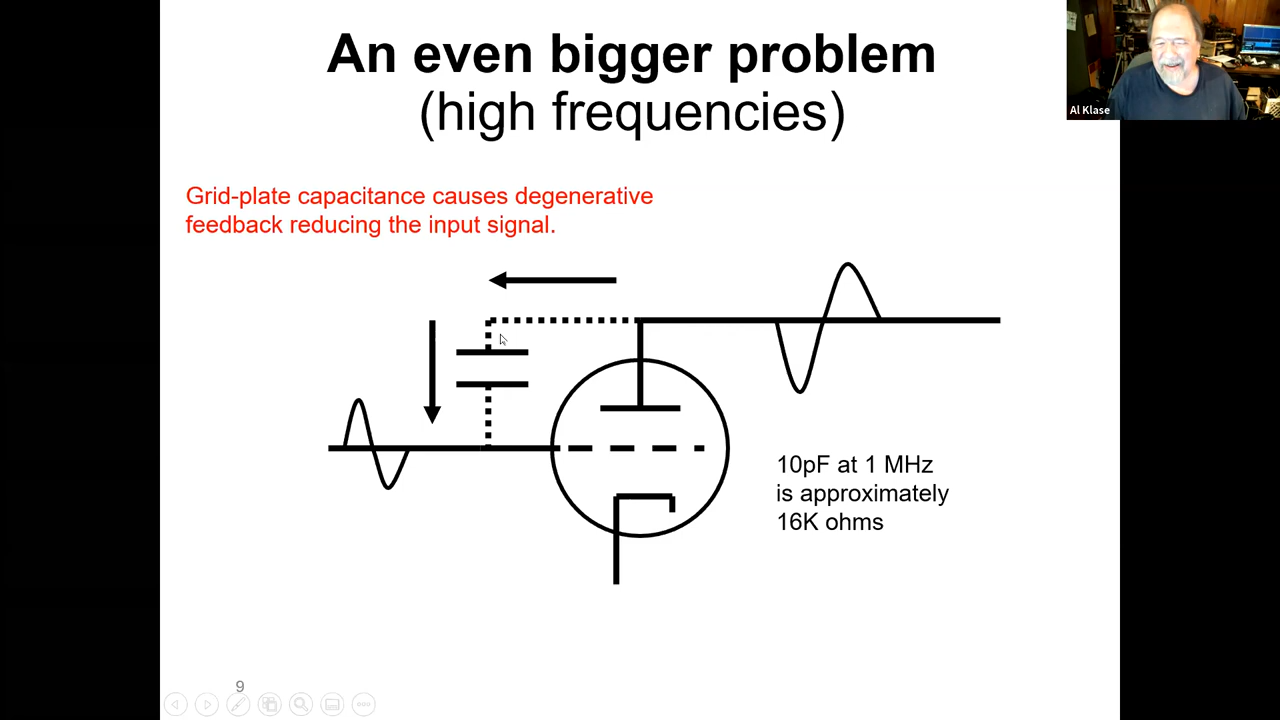 An even bigger problem
(high frequencies)
Al Klase
Grid-plate capacitance causes degenerative
feedback reducing the input signal.
10pF at 1 MHz
is approximately
16K ohms
9